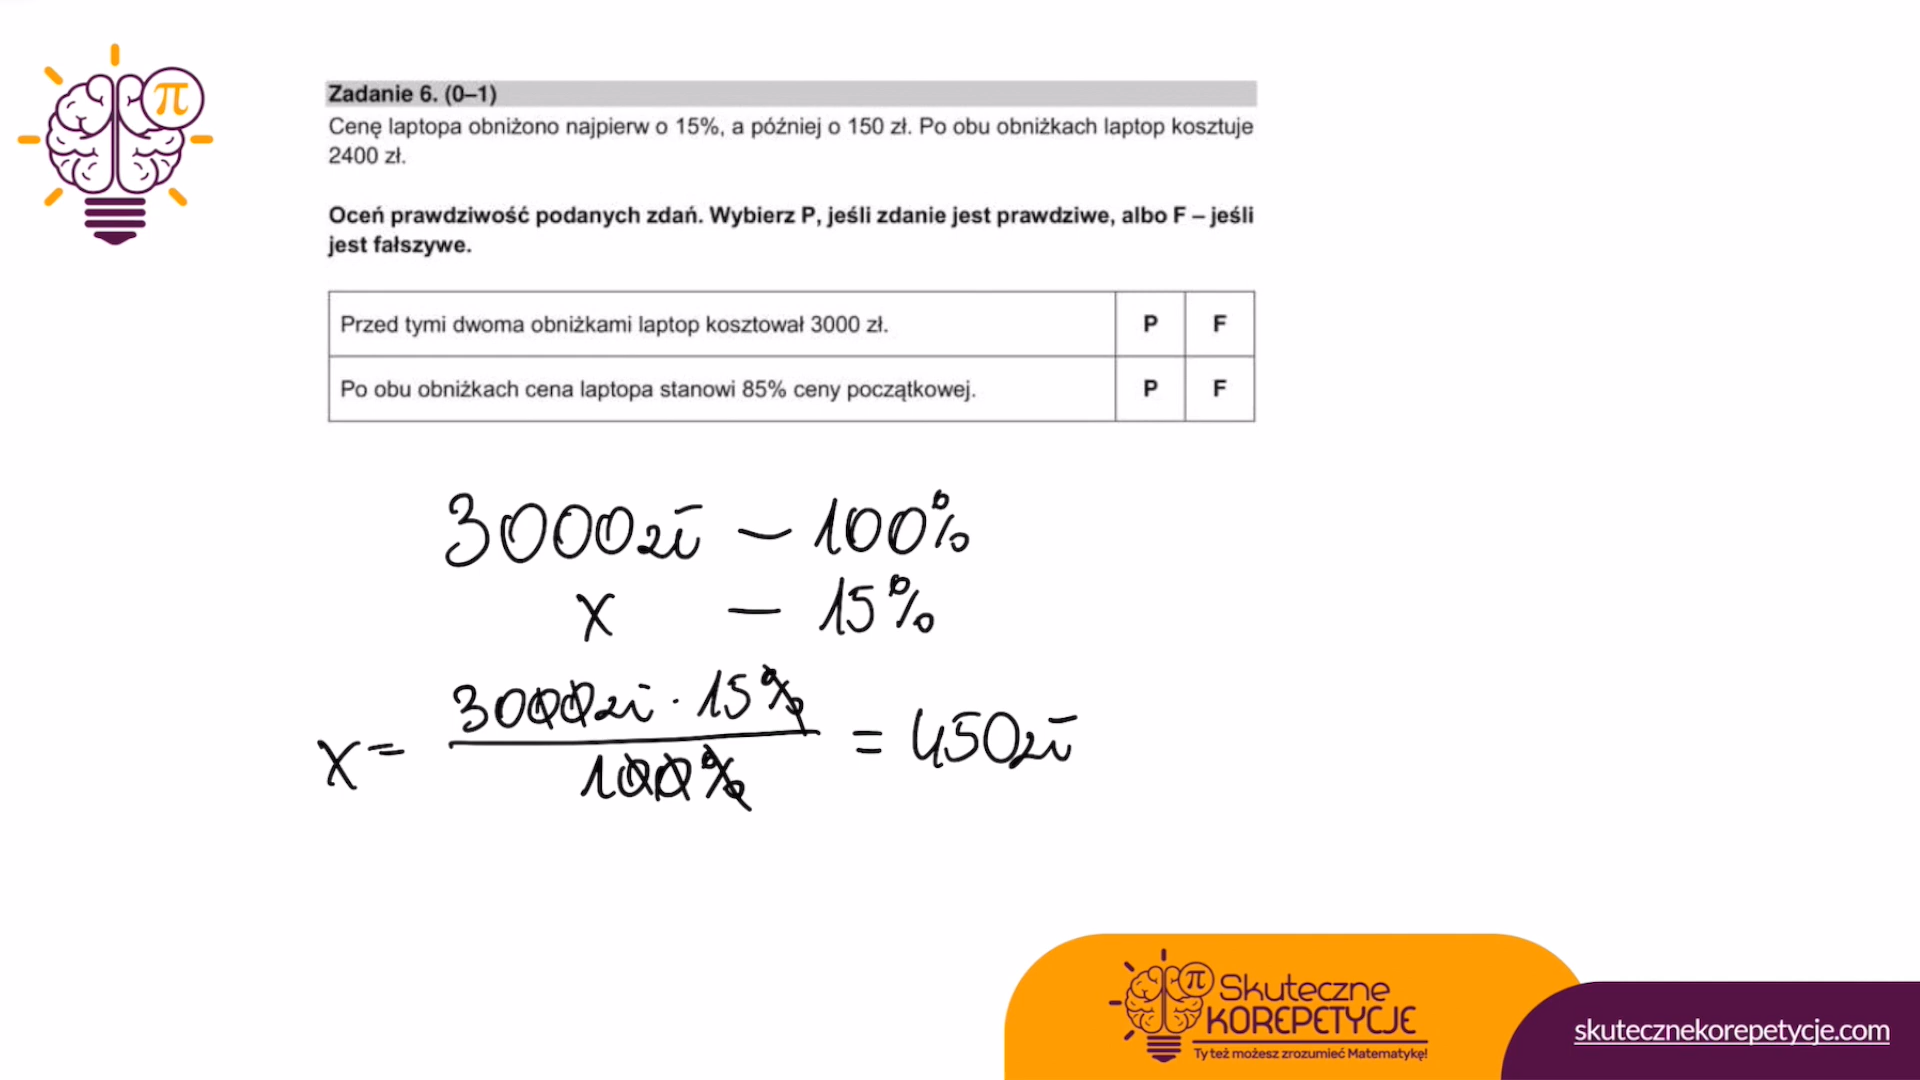 π
Zadanie 6. (0–1)
Cenę laptopa obniżono najpierw o 15%, a później o 150 zł. Po obu obniżkach laptop kosztuje
2400 zł.
Oceń prawdziwość podanych zdań. Wybierz P, jeśli zdanie jest prawdziwe, albo F – jeśli
jest fałszywe.
Przed tymi dwoma obniżkami laptop kosztował 3000 zł. P F
Po obu obniżkach cena laptopa stanowi 85% ceny początkowej. P F
3000zł – 100%
x – 15%
x = 3000zł · 15% / 100% = 450zł
π
Skuteczne
KOREPETYCJE
Ty też możesz zrozumieć Matematykę!
skutecznekorepetycje.com